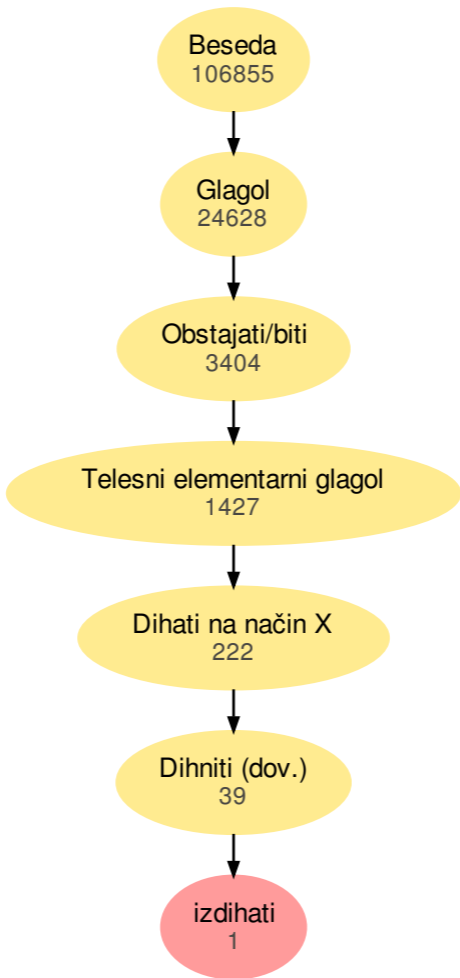 Beseda
106855
Glagol
24628
Obstajati/biti
3404
Telesni elementarni glagol
1427
Dihati na način X
222
Dihniti (dov.)
39
izdihati
1